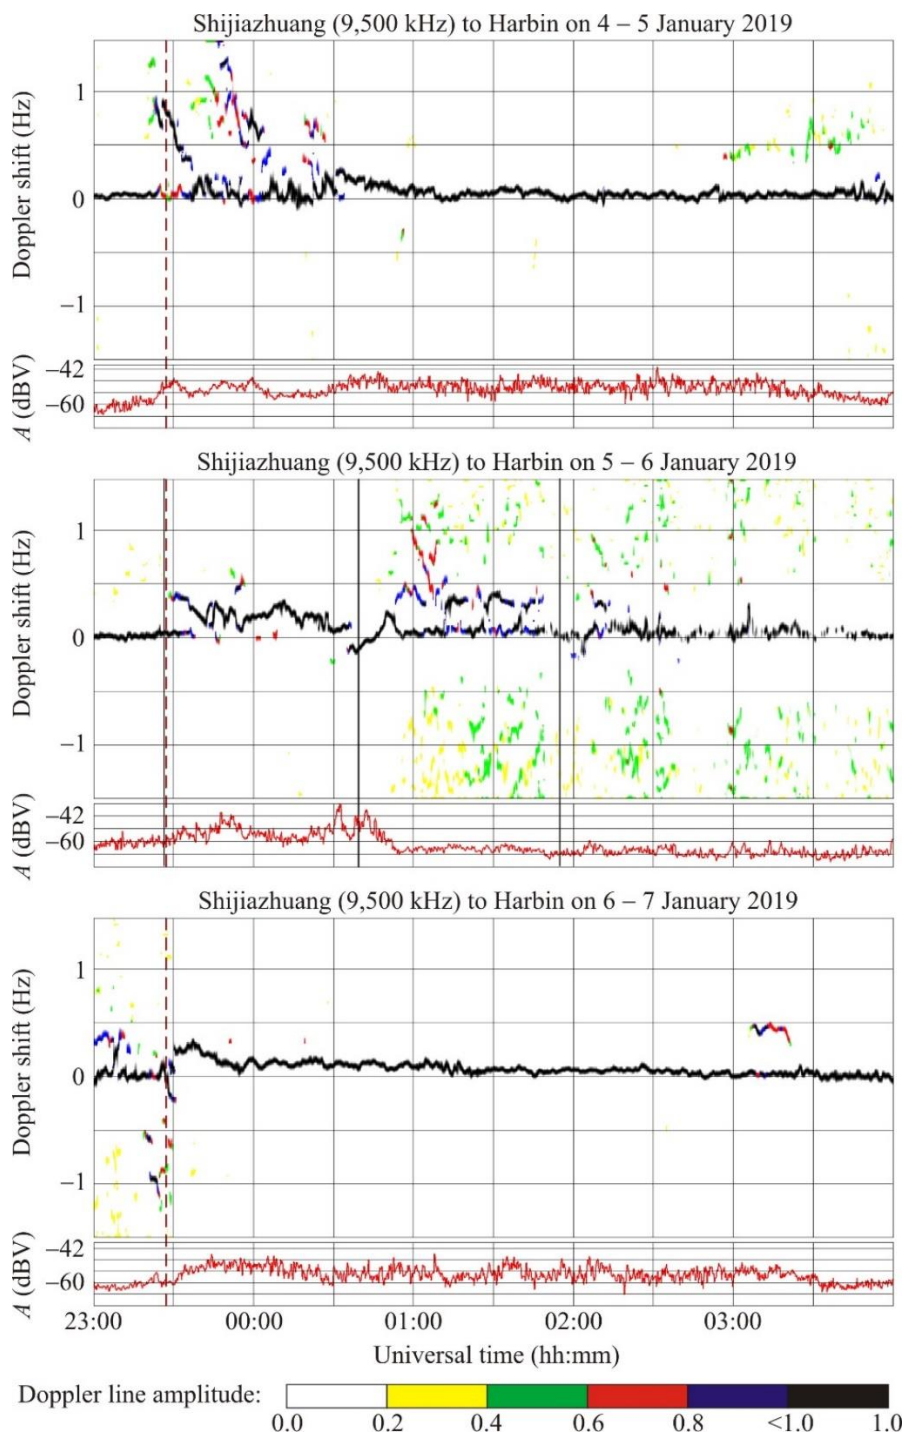 Shijiazhuang (9,500 kHz) to Harbin on 4 – 5 January 2019
Doppler shift (Hz)
1
0
−1
A (dBV)
−42
−60
Shijiazhuang (9,500 kHz) to Harbin on 5 – 6 January 2019
Doppler shift (Hz)
1
0
−1
A (dBV)
−42
−60
Shijiazhuang (9,500 kHz) to Harbin on 6 – 7 January 2019
Doppler shift (Hz)
1
0
−1
A (dBV)
−42
−60
23:00 00:00 01:00 02:00 03:00
Universal time (hh:mm)
Doppler line amplitude:
0.0 0.2 0.4 0.6 0.8 <1.0 1.0